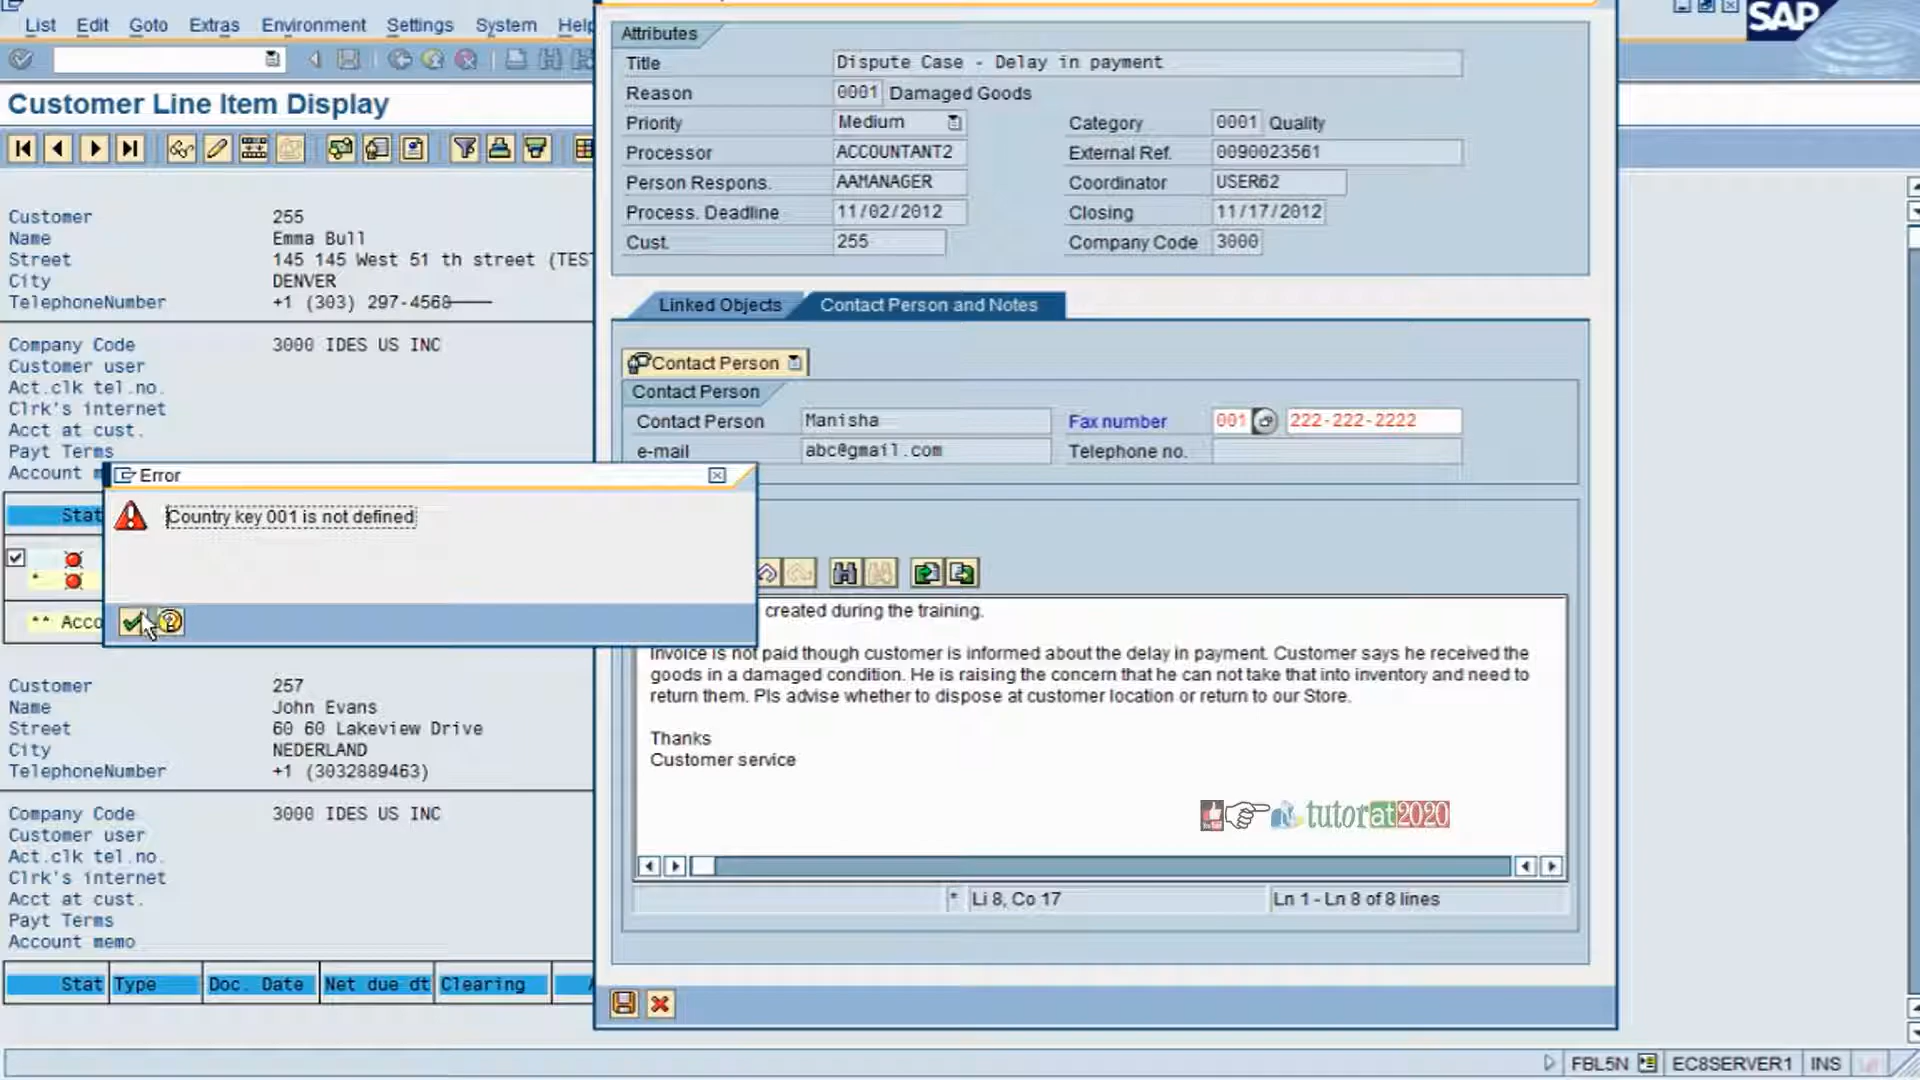 List Edit Goto Extras Environment Settings System Help
SAP
Customer Line Item Display
Customer 255
Name Emma Bull
Street 145 145 West 51 th street (TES
City DENVER
TelephoneNumber +1 (303) 297-4568
Company Code 3000 IDES US INC
Customer user
Act.clk tel.no.
Clrk's internet
Acct at cust.
Payt Terms
Account m
Stat
*
** Acco
Customer 257
Name John Evans
Street 60 60 Lakeview Drive
City NEDERLAND
TelephoneNumber +1 (3032889463)
Company Code 3000 IDES US INC
Customer user
Act.clk tel.no.
Clrk's internet
Acct at cust.
Payt Terms
Account memo
Stat Type Doc. Date Net due dt Clearing
Attributes
Title Dispute Case - Delay in payment
Reason 0001 Damaged Goods
Priority Medium Category 0001 Quality
Processor ACCOUNTANT2 External Ref. 0090023561
Person Respons. AAMANAGER Coordinator USER62
Process. Deadline 11/02/2012 Closing 11/17/2012
Cust. 255 Company Code 3000
Linked Objects Contact Person and Notes
Contact Person
Contact Person
Contact Person Manisha Fax number 001 222-222-2222
e-mail abc@gmail.com Telephone no.
Error
Country key 001 is not defined
created during the training.
Invoice is not paid though customer is informed about the delay in payment. Customer says he received the
goods in a damaged condition. He is raising the concern that he can not take that into inventory and need to
return them. Pls advise whether to dispose at customer location or return to our Store.
Thanks
Customer service
tutorat2020
* Li 8, Co 17 Ln 1 - Ln 8 of 8 lines
FBL5N EC8SERVER1 INS